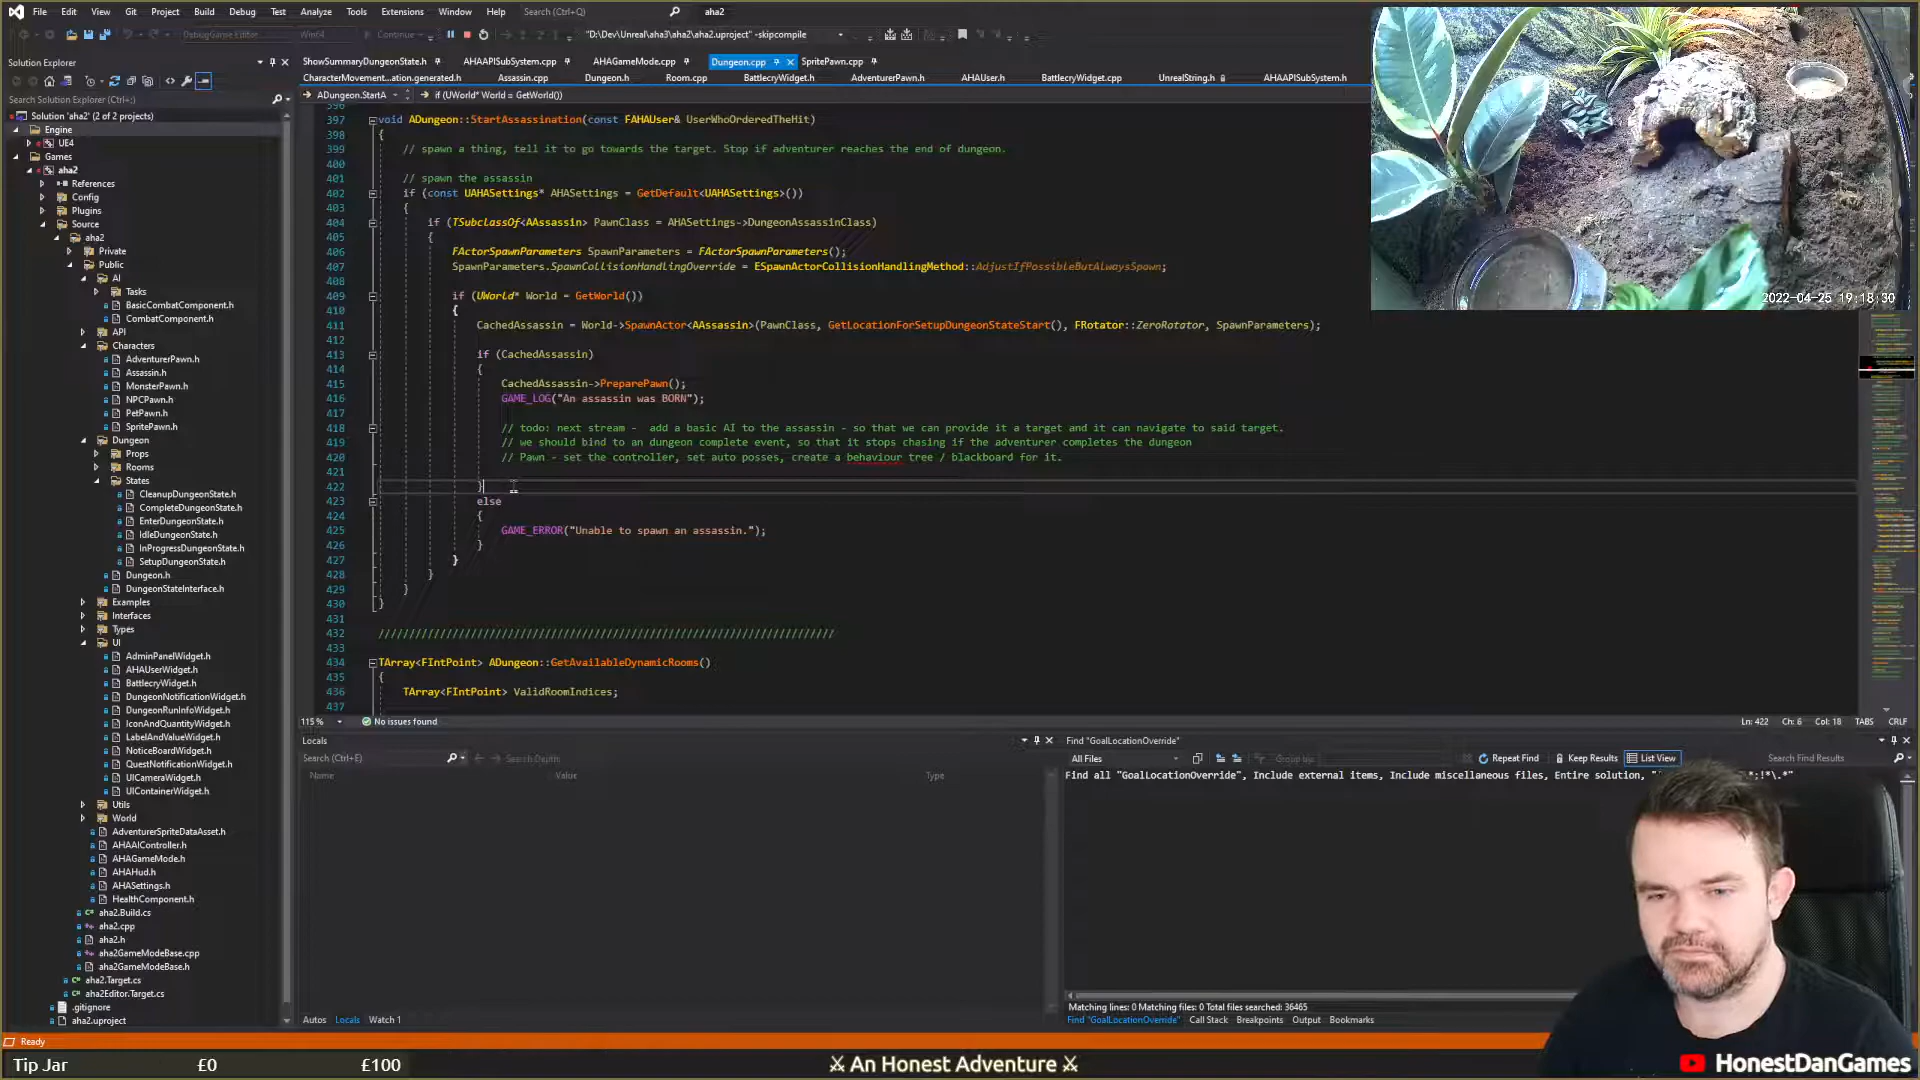 File Edit View Git Project Build Debug Test Analyze Tools Extensions Window Help Search (Ctrl+Q) aha2
DebugGame Editor Win64 Continue "D:\Dev\Unreal\aha3\aha2\aha2.uproject" -skipcompile
Solution Explorer
Search Solution Explorer (Ctrl+;)
Solution 'aha2' (2 of 2 projects)
Engine
UE4
Games
aha2
References
Config
Plugins
Source
aha2
Private
Public
AI
Tasks
BasicCombatComponent.h
CombatComponent.h
API
Characters
AdventurerPawn.h
Assassin.h
MonsterPawn.h
NPCPawn.h
PetPawn.h
SpritePawn.h
Dungeon
Props
Rooms
States
CleanupDungeonState.h
CompleteDungeonState.h
EnterDungeonState.h
IdleDungeonState.h
InProgressDungeonState.h
SetupDungeonState.h
Dungeon.h
DungeonStateInterface.h
Examples
Interfaces
Types
UI
AdminPanelWidget.h
AHAUserWidget.h
BattlecryWidget.h
DungeonNotificationWidget.h
DungeonRunInfoWidget.h
IconAndQuantityWidget.h
LabelAndValueWidget.h
NoticeBoardWidget.h
QuestNotificationWidget.h
UICameraWidget.h
UIContainerWidget.h
Utils
World
AdventurerSpriteDataAsset.h
AHAAIController.h
AHAGameMode.h
AHAHud.h
AHASettings.h
HealthComponent.h
aha2.Build.cs
aha2.cpp
aha2.h
aha2GameModeBase.cpp
aha2GameModeBase.h
aha2.Target.cs
aha2Editor.Target.cs
.gitignore
aha2.uproject
ShowSummaryDungeonState.h AHAAPISubSystem.cpp AHAGameMode.cpp Dungeon.cpp SpritePawn.cpp
CharacterMovement...ation.generated.h Assassin.cpp Dungeon.h Room.cpp BattlecryWidget.h AdventurerPawn.h AHAUser.h BattlecryWidget.cpp UnrealString.h AHAAPISubSystem.h
ADungeon.StartA if (UWorld* World = GetWorld())
396
397 void ADungeon::StartAssassination(const FAHAUser& UserWhoOrderedTheHit)
398 {
399 // spawn a thing, tell it to go towards the target. Stop if adventurer reaches the end of dungeon.
400
401 // spawn the assassin
402 if (const UAHASettings* AHASettings = GetDefault<UAHASettings>())
403 {
404 if (TSubclassOf<AAssassin> PawnClass = AHASettings->DungeonAssassinClass)
405 {
406 FActorSpawnParameters SpawnParameters = FActorSpawnParameters();
407 SpawnParameters.SpawnCollisionHandlingOverride = ESpawnActorCollisionHandlingMethod::AdjustIfPossibleButAlwaysSpawn;
408
409 if (UWorld* World = GetWorld())
410 {
411 CachedAssassin = World->SpawnActor<AAssassin>(PawnClass, GetLocationForSetupDungeonStateStart(), FRotator::ZeroRotator, SpawnParameters);
412
413 if (CachedAssassin)
414 {
415 CachedAssassin->PreparePawn();
416 GAME_LOG("An assassin was BORN");
417
418 // todo: next stream - add a basic AI to the assassin - so that we can provide it a target and it can navigate to said target.
419 // we should bind to an dungeon complete event, so that it stops chasing if the adventurer completes the dungeon
420 // Pawn - set the controller, set auto posses, create a behaviour tree / blackboard for it.
421
422 }
423 else
424 {
425 GAME_ERROR("Unable to spawn an assassin.");
426 }
427 }
428 }
429 }
430 }
431
432 //////////////////////////////////////////////////////////////////////////
433
434 TArray<FIntPoint> ADungeon::GetAvailableDynamicRooms()
435 {
436 TArray<FIntPoint> ValidRoomIndices;
437
115 % No issues found Ln: 422 Ch: 6 Col: 18 TABS CRLF
2022-04-25 19:18:30
Locals
Search (Ctrl+E) Search Depth:
Name Value Type
Autos Locals Watch 1
Find "GoalLocationOverride"
All Files Group by: Repeat Find Keep Results List View Search Find Results
Find all "GoalLocationOverride", Include external items, Include miscellaneous files, Entire solution,
Matching lines: 0 Matching files: 0 Total files searched: 36465
Find "GoalLocationOverride" Call Stack Breakpoints Output Bookmarks
Ready
Tip Jar £0 £100 ⚔ An Honest Adventure ⚔ HonestDanGames